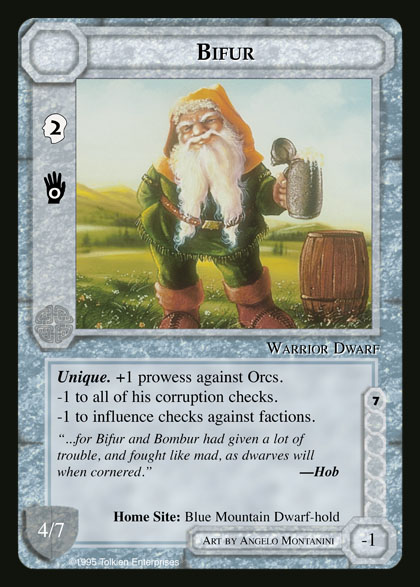 BIFUR
2
WARRIOR DWARF
Unique. +1 prowess against Orcs.
-1 to all of his corruption checks.
-1 to influence checks against factions.
7
“...for Bifur and Bombur had given a lot of
trouble, and fought like mad, as dwarves will
when cornered.” —Hob
Home Site: Blue Mountain Dwarf-hold
4/7
ART BY ANGELO MONTANINI
-1
©1995 Tolkien Enterprises